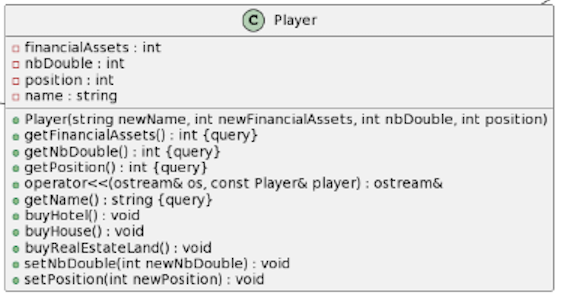 C Player
financialAssets : int
nbDouble : int
position : int
name : string
Player(string newName, int newFinancialAssets, int nbDouble, int position)
getFinancialAssets() : int {query}
getNbDouble() : int {query}
getPosition() : int {query}
operator<<(ostream& os, const Player& player) : ostream&
getName() : string {query}
buyHotel() : void
buyHouse() : void
buyRealEstateLand() : void
setNbDouble(int newNbDouble) : void
setPosition(int newPosition) : void